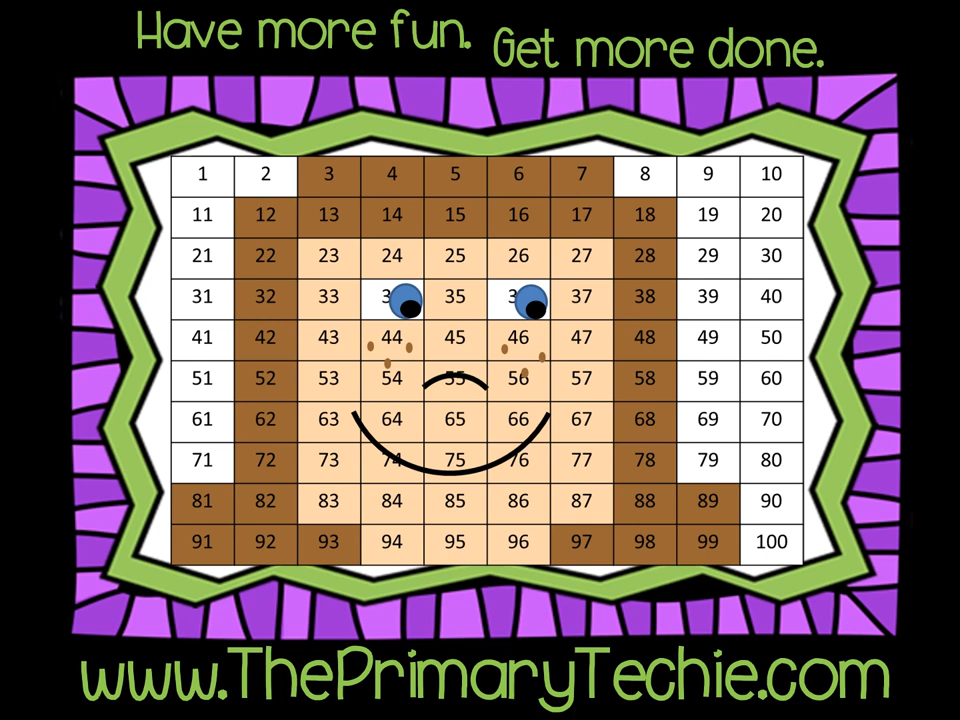 Have more fun. Get more done.
1 2 3 4 5 6 7 8 9 10
11 12 13 14 15 16 17 18 19 20
21 22 23 24 25 26 27 28 29 30
31 32 33 3 35 3 37 38 39 40
41 42 43 44 45 46 47 48 49 50
51 52 53 54 55 56 57 58 59 60
61 62 63 64 65 66 67 68 69 70
71 72 73 74 75 76 77 78 79 80
81 82 83 84 85 86 87 88 89 90
91 92 93 94 95 96 97 98 99 100
www.ThePrimaryTechie.com